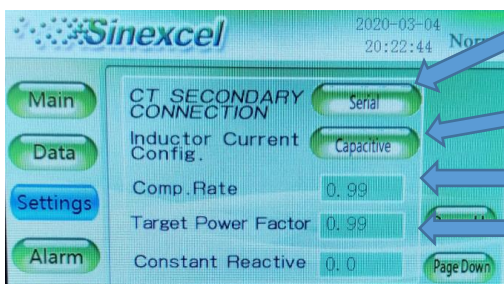 Sinexcel
2020-03-04
20:22:44
Main
CT SECONDARY
CONNECTION
Serial
Data
Inductor Current
Config.
Capacitive
Settings
Comp.Rate
0.99
Target Power Factor
0.99
Alarm
Constant Reactive
0.0
Page Down